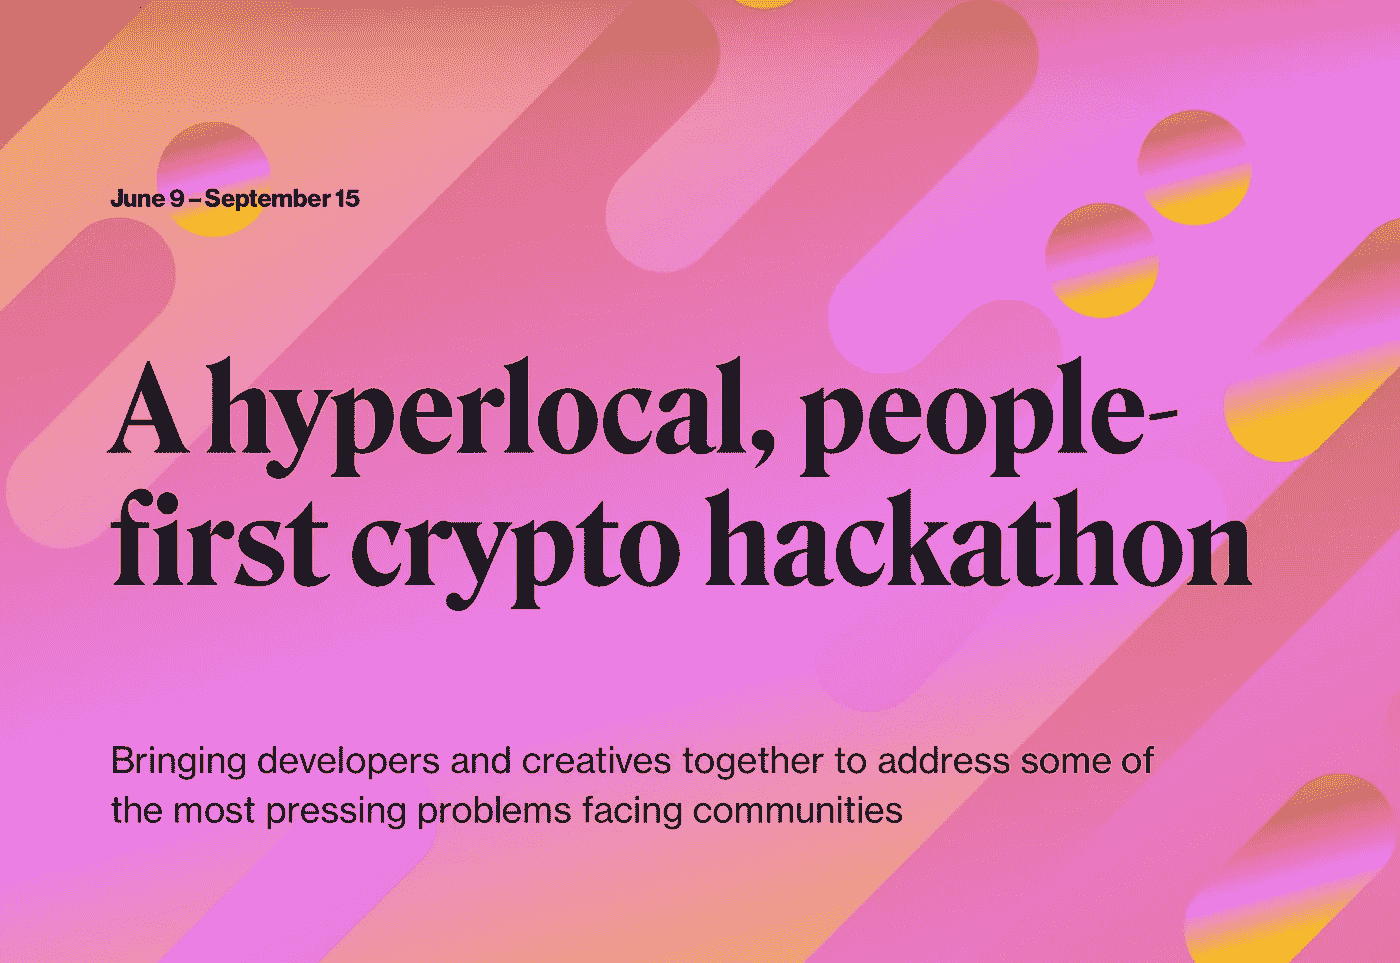 June 9 – September 15
A hyperlocal, people-
first crypto hackathon
Bringing developers and creatives together to address some of
the most pressing problems facing communities